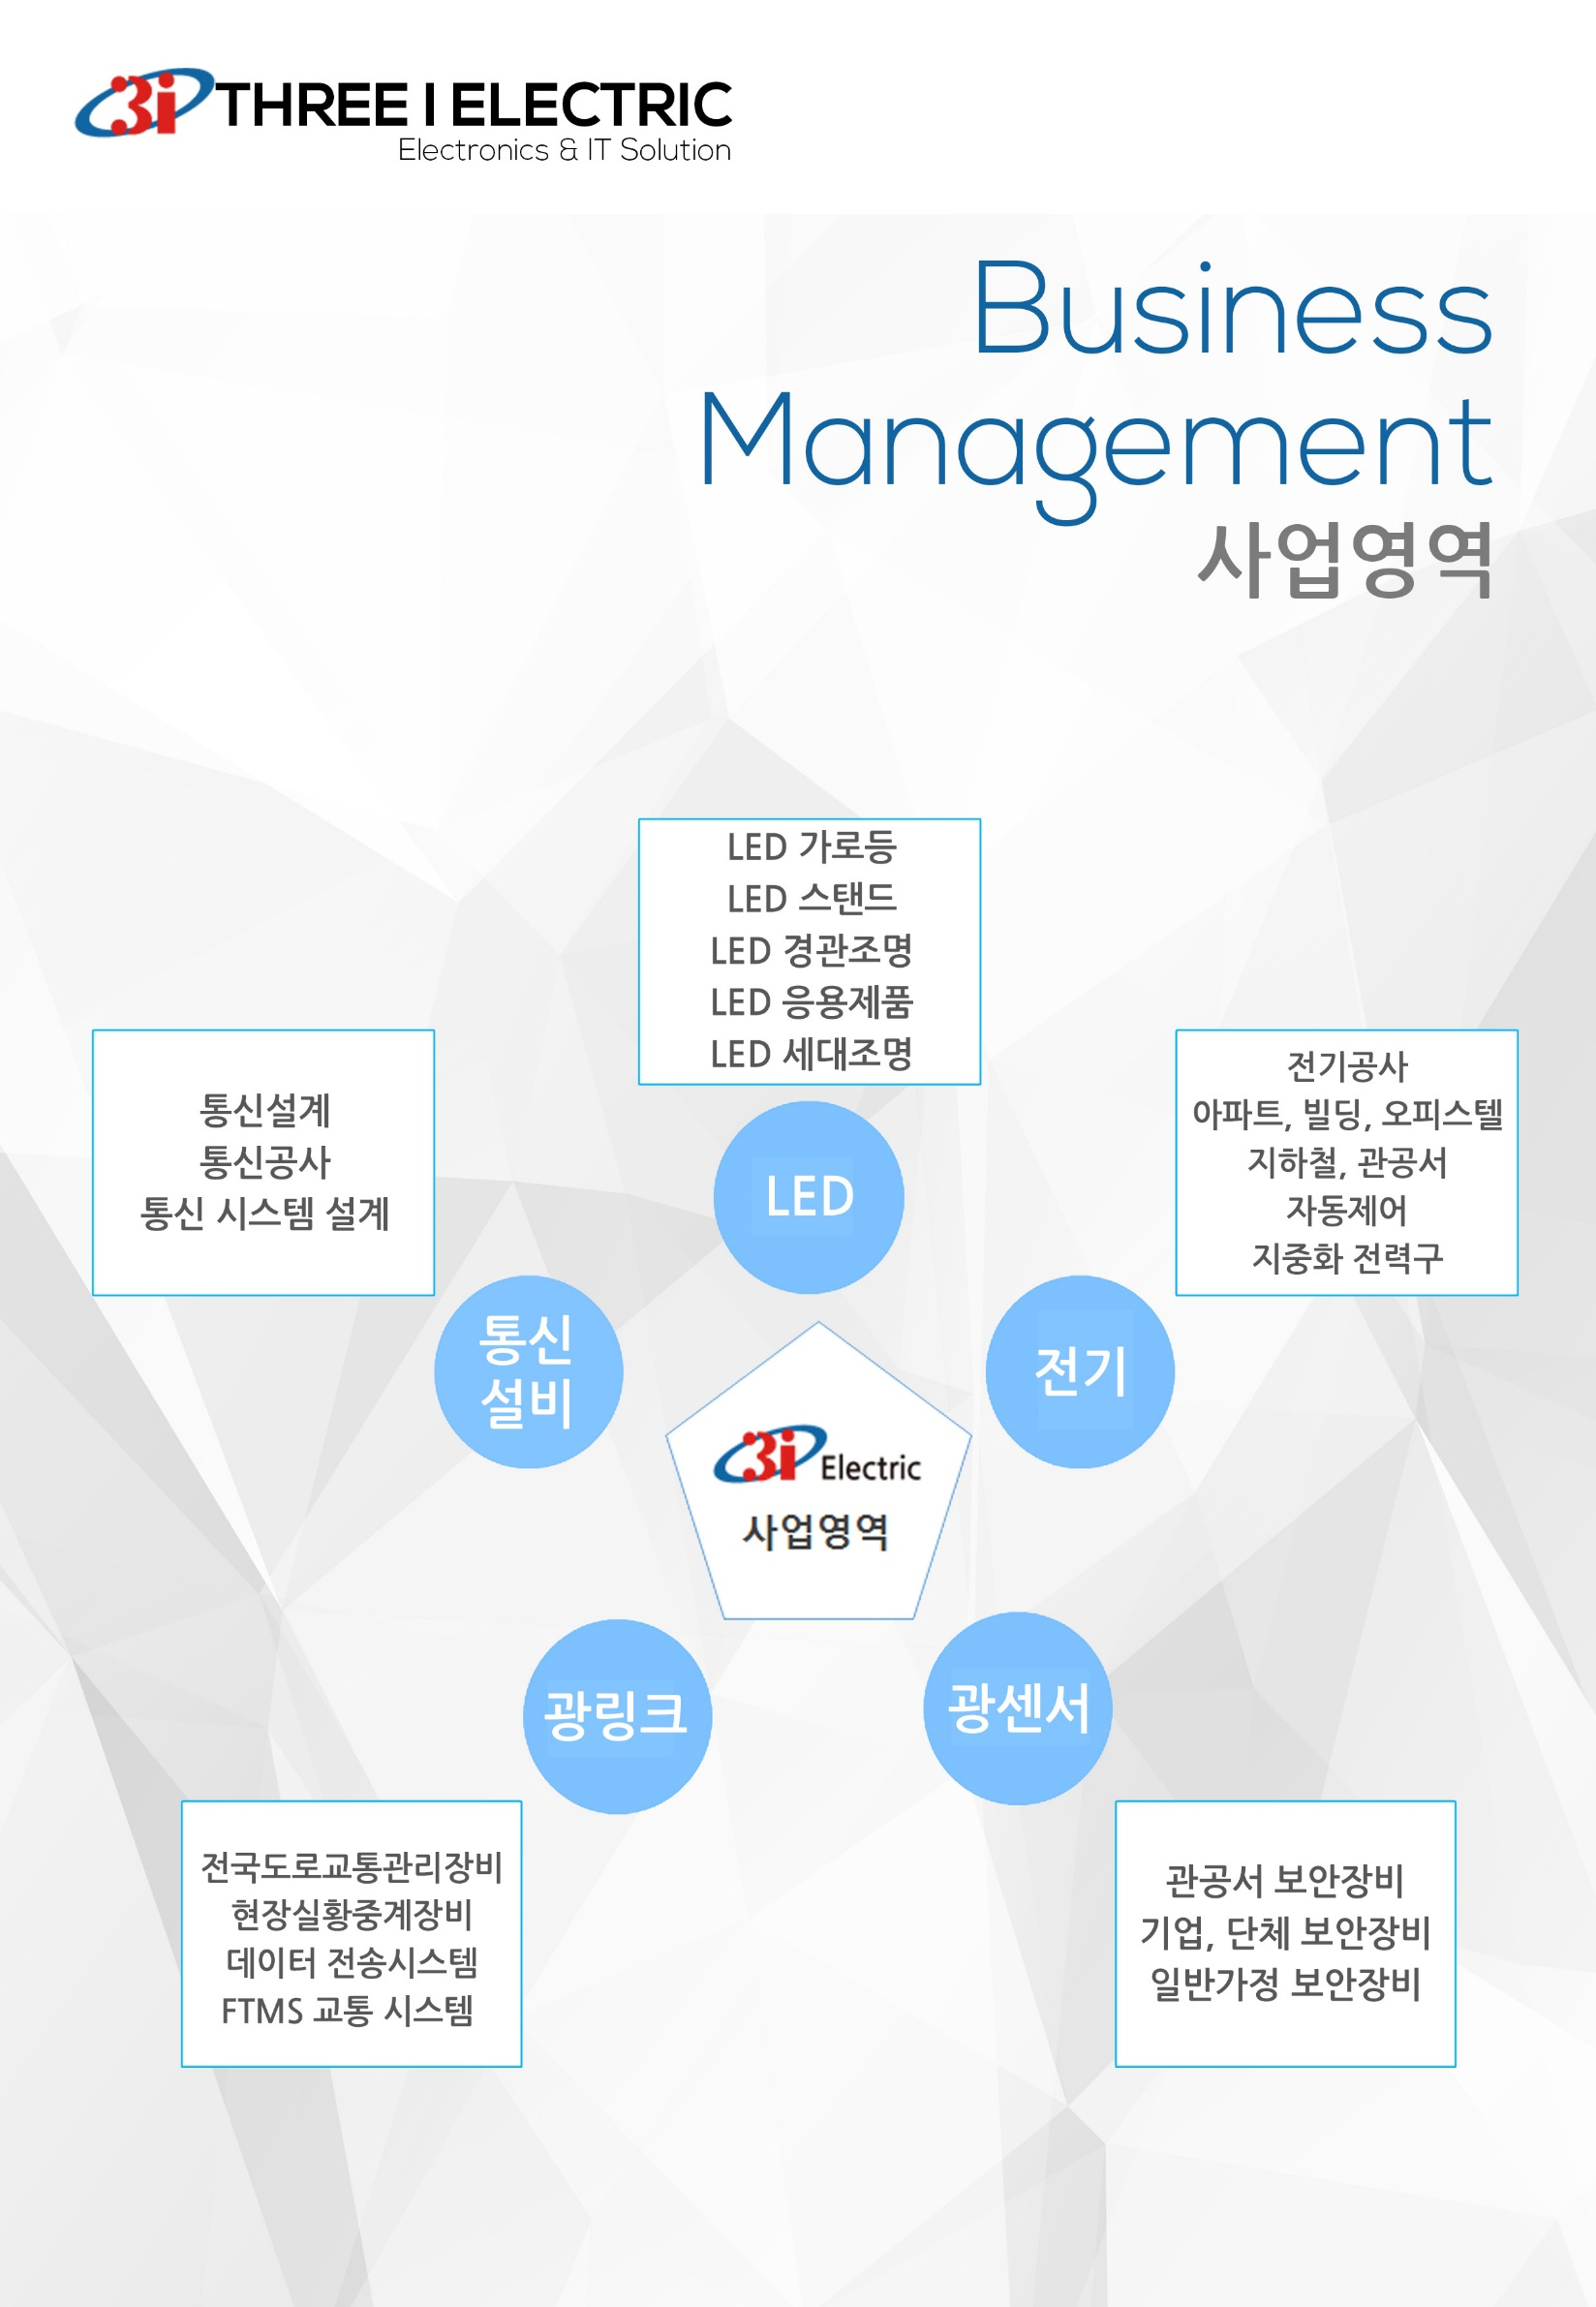 3i THREE I ELECTRIC
Electronics & IT Solution
Business
Management
사업영역
LED 가로등
LED 스탠드
LED 경관조명
LED 응용제품
LED 세대조명
LED
통신설계
통신공사
통신 시스템 설계
통신
설비
전기공사
아파트, 빌딩, 오피스텔
지하철, 관공서
자동제어
지중화 전력구
전기
3i Electric
사업영역
광링크
전국도로교통관리장비
현장실황중계장비
데이터 전송시스템
FTMS 교통 시스템
광센서
관공서 보안장비
기업, 단체 보안장비
일반가정 보안장비